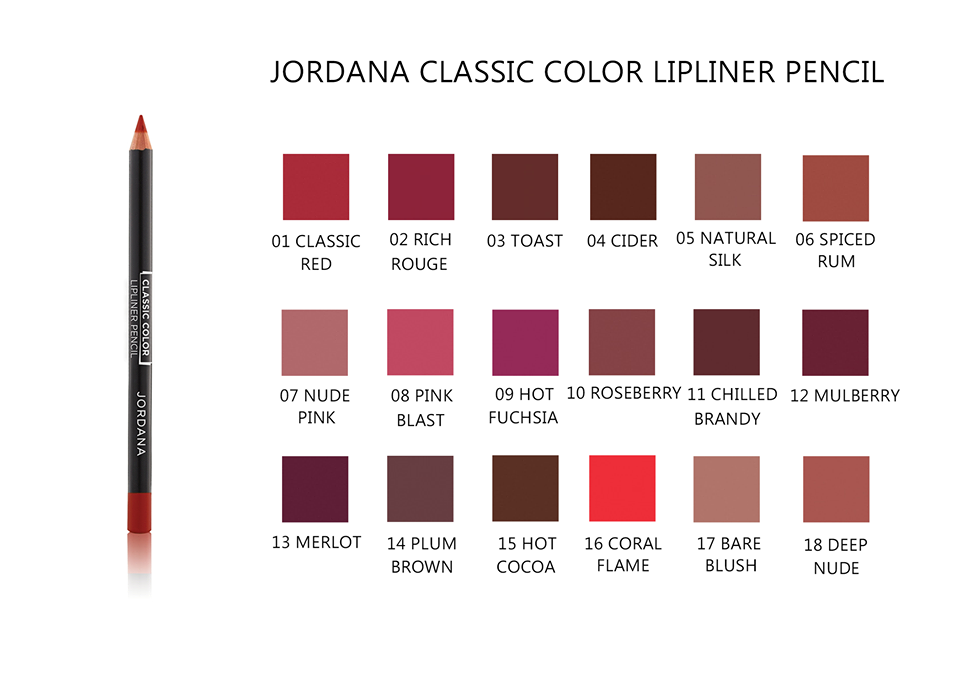 JORDANA CLASSIC COLOR LIPLINER PENCIL
CLASSIC COLOR
LIPLINER PENCIL
JORDANA
01 CLASSIC
RED
02 RICH
ROUGE
03 TOAST
04 CIDER
05 NATURAL
SILK
06 SPICED
RUM
07 NUDE
PINK
08 PINK
BLAST
09 HOT
FUCHSIA
10 ROSEBERRY
11 CHILLED
BRANDY
12 MULBERRY
13 MERLOT
14 PLUM
BROWN
15 HOT
COCOA
16 CORAL
FLAME
17 BARE
BLUSH
18 DEEP
NUDE